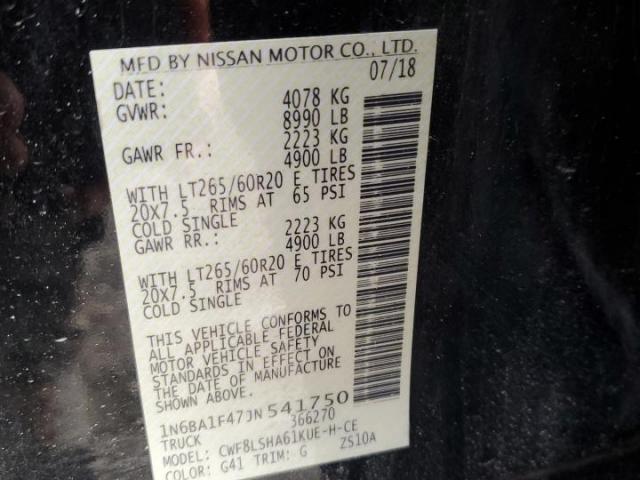 MFD BY NISSAN MOTOR CO., LTD.
DATE: 07/18
GVWR: 4078 KG
8990 LB
GAWR FR.: 2223 KG
4900 LB
WITH LT265/60R20 E TIRES
20X7.5 RIMS AT 65 PSI
COLD SINGLE
GAWR RR.: 2223 KG
4900 LB
WITH LT265/60R20 E TIRES
20X7.5 RIMS AT 70 PSI
COLD SINGLE
THIS VEHICLE CONFORMS TO
ALL APPLICABLE FEDERAL
MOTOR VEHICLE SAFETY
STANDARDS IN EFFECT ON
THE DATE OF MANUFACTURE
SHOWN ABOVE.
1N6BA1F47JN541750
TRUCK 366270
MODEL: CWF8LSHA61KUE-H-CE
COLOR: G41 TRIM: G ZS10A